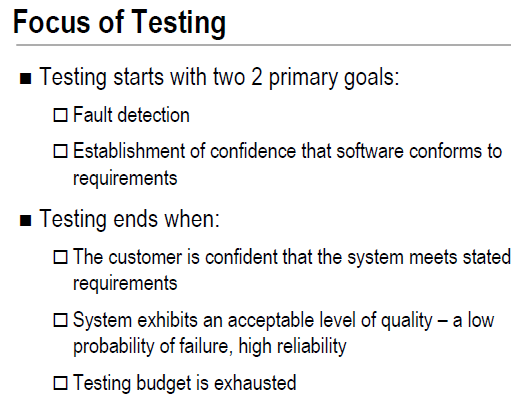 Focus of Testing
■ Testing starts with two 2 primary goals:
□ Fault detection
□ Establishment of confidence that software conforms to
requirements
■ Testing ends when:
□ The customer is confident that the system meets stated
requirements
□ System exhibits an acceptable level of quality – a low
probability of failure, high reliability
□ Testing budget is exhausted